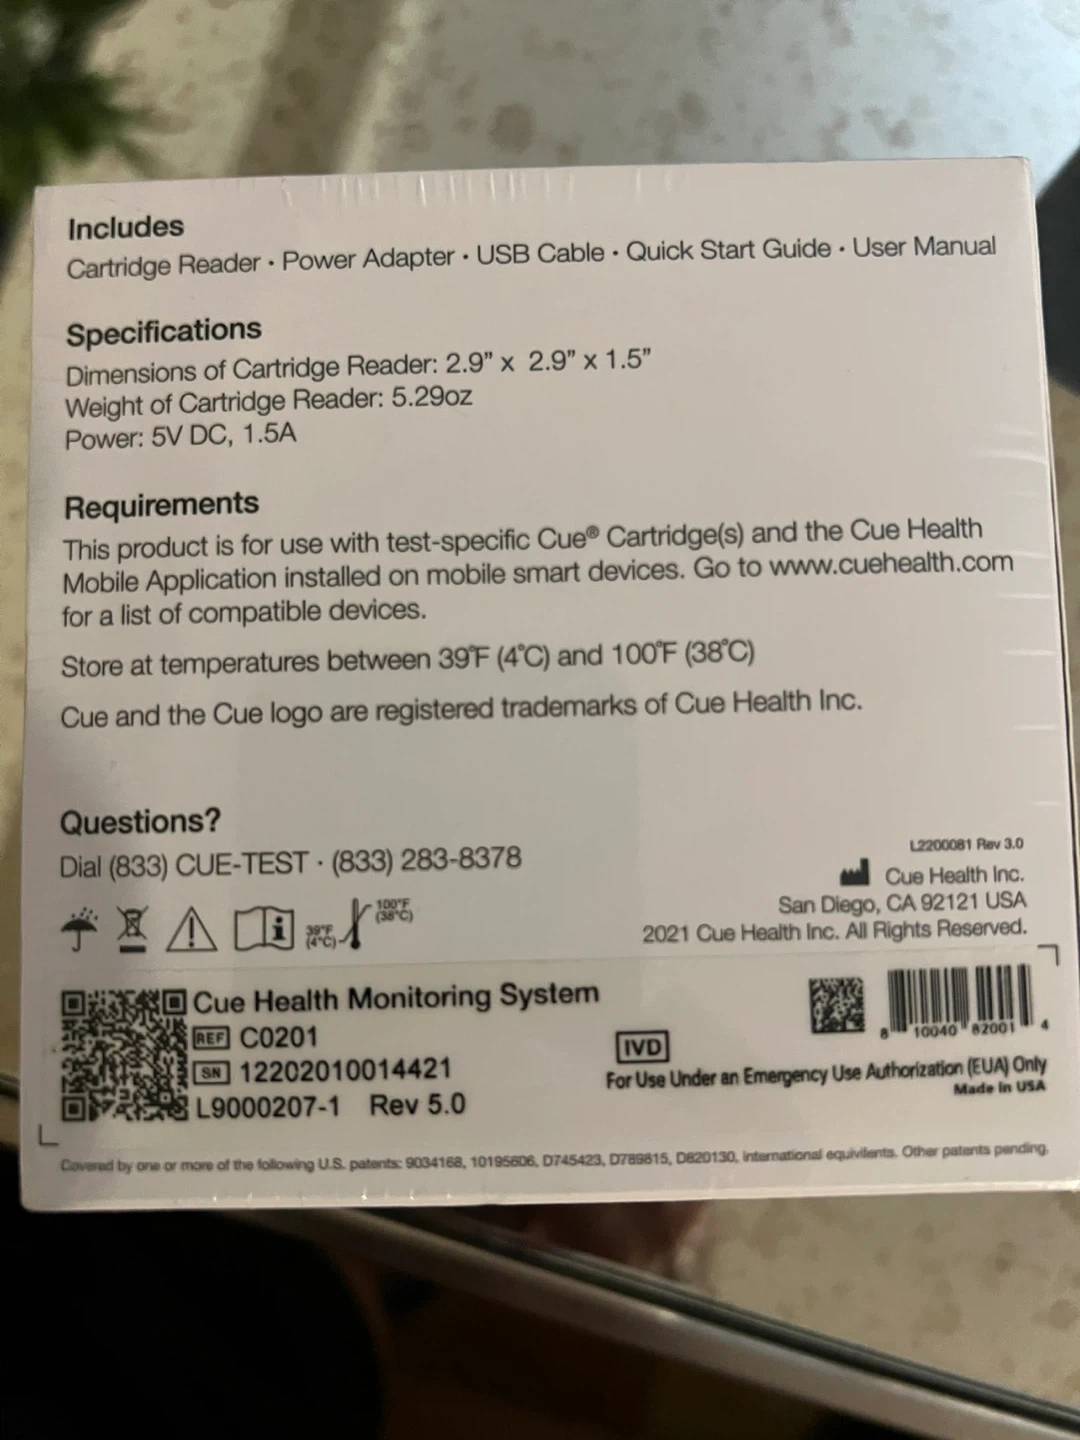 Includes
Cartridge Reader · Power Adapter · USB Cable · Quick Start Guide · User Manual
Specifications
Dimensions of Cartridge Reader: 2.9” x 2.9” x 1.5”
Weight of Cartridge Reader: 5.29oz
Power: 5V DC, 1.5A
Requirements
This product is for use with test-specific Cue® Cartridge(s) and the Cue Health
Mobile Application installed on mobile smart devices. Go to www.cuehealth.com
for a list of compatible devices.
Store at temperatures between 39°F (4°C) and 100°F (38°C)
Cue and the Cue logo are registered trademarks of Cue Health Inc.
Questions?
Dial (833) CUE-TEST · (833) 283-8378
L2200081 Rev 3.0
Cue Health Inc.
San Diego, CA 92121 USA
2021 Cue Health Inc. All Rights Reserved.
39°F
(4°C)
100°F
(38°C)
Cue Health Monitoring System
REF C0201
SN 12202010014421
L9000207-1 Rev 5.0
8 10040 82001 4
IVD
For Use Under an Emergency Use Authorization (EUA) Only
Made in USA
Covered by one or more of the following U.S. patents: 9034168, 10195606, D745423, D789815, D820130, international equivilents. Other patents pending.